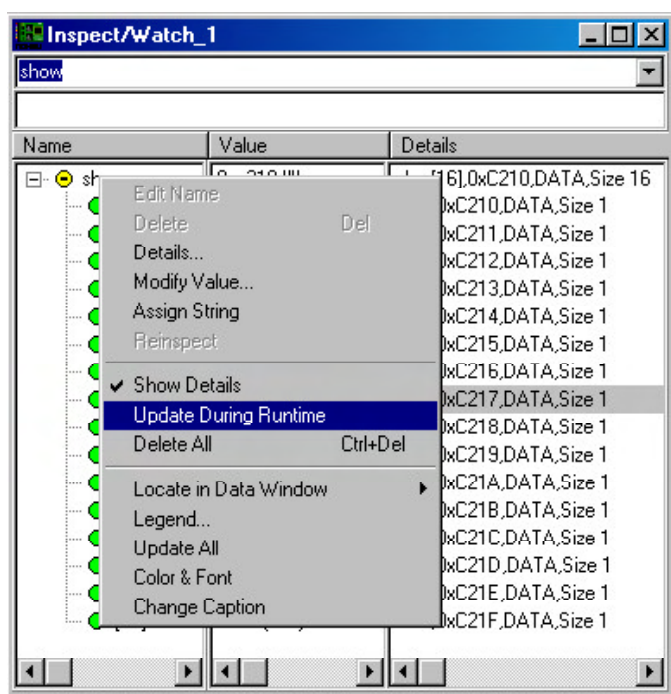 Inspect/Watch_1
show
Name Value Details
sh [16],0xC210,DATA,Size 16
0xC210,DATA,Size 1
Edit Name
Delete Del 0xC211,DATA,Size 1
Details... 0xC212,DATA,Size 1
Modify Value... 0xC213,DATA,Size 1
Assign String 0xC214,DATA,Size 1
Reinspect 0xC215,DATA,Size 1
0xC216,DATA,Size 1
✔ Show Details
Update During Runtime 0xC217,DATA,Size 1
0xC218,DATA,Size 1
Delete All Ctrl+Del 0xC219,DATA,Size 1
0xC21A,DATA,Size 1
Locate in Data Window
0xC21B,DATA,Size 1
Legend... 0xC21C,DATA,Size 1
Update All 0xC21D,DATA,Size 1
Color & Font 0xC21E,DATA,Size 1
Change Caption 0xC21F,DATA,Size 1